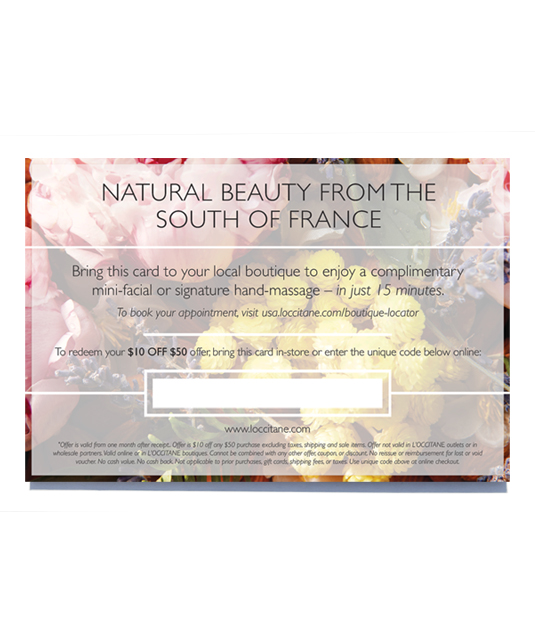 NATURAL BEAUTY FROM THE
SOUTH OF FRANCE
Bring this card to your local boutique to enjoy a complimentary
mini-facial or signature hand-massage – in just 15 minutes.
To book your appointment, visit usa.loccitane.com/boutique-locator
To redeem your $10 OFF $50 offer, bring this card in-store or enter the unique code below online:
www.loccitane.com
*Offer is valid from one month after receipt. Offer is $10 off any $50 purchase excluding taxes, shipping and sale items. Offer not valid in L'OCCITANE outlets or in
wholesale partners. Valid online or in L'OCCITANE boutiques. Cannot be combined with any other offer, coupon, or discount. No reissue or reimbursement for lost or void
voucher. No cash value. No cash back. Not applicable to prior purchases, gift cards, shipping fees, or taxes. Use unique code above at online checkout.